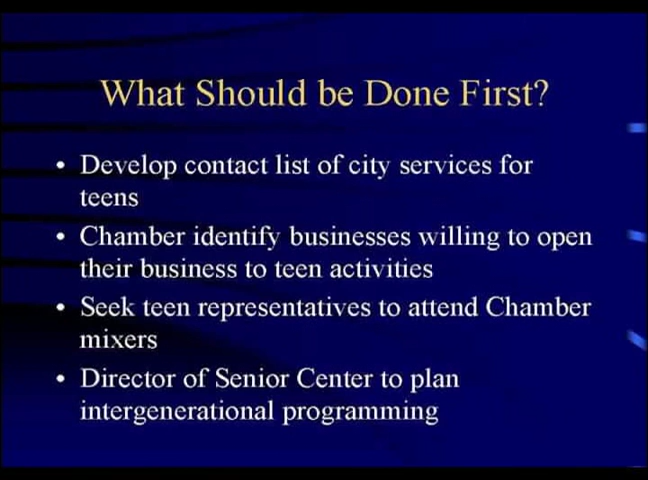 What Should be Done First?
• Develop contact list of city services for
teens
• Chamber identify businesses willing to open
their business to teen activities
• Seek teen representatives to attend Chamber
mixers
• Director of Senior Center to plan
intergenerational programming